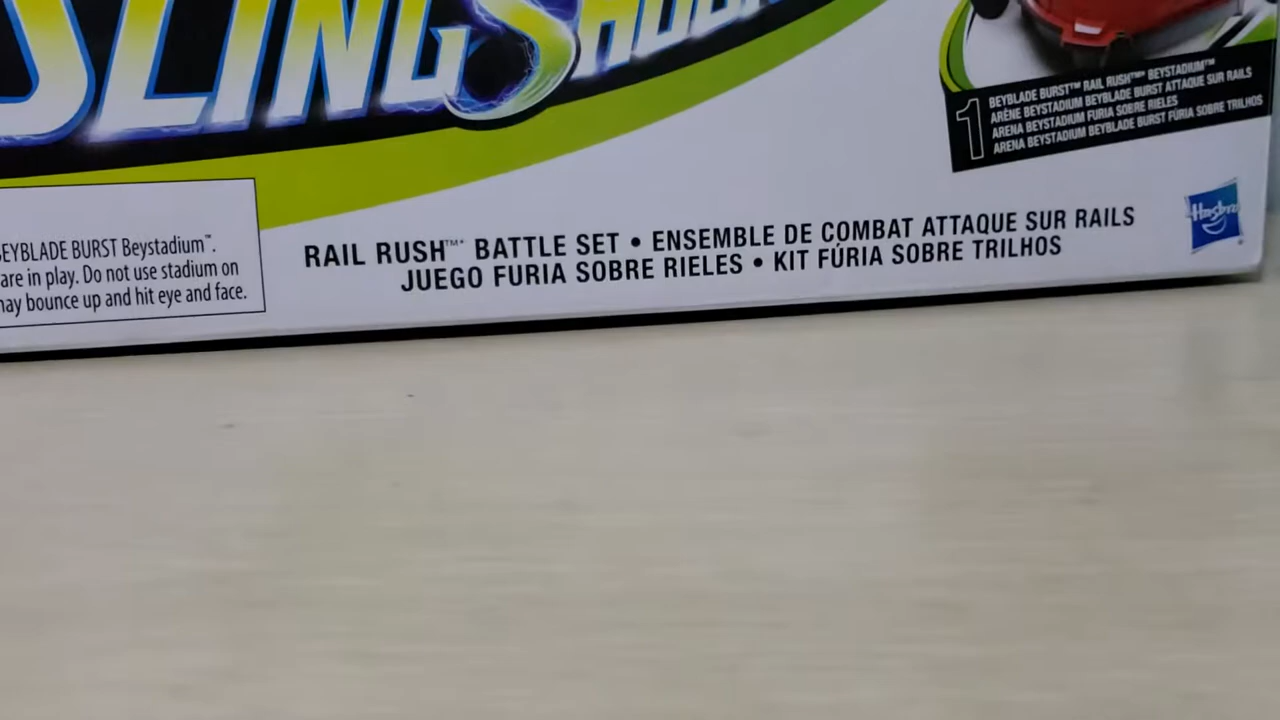 SLINGSHOCK
1
BEYBLADE BURST™ RAIL RUSH™* BEYSTADIUM™
ARÈNE BEYSTADIUM BEYBLADE BURST ATTAQUE SUR RAILS
ARENA BEYSTADIUM FURIA SOBRE RIELES
ARENA BEYSTADIUM BEYBLADE BURST FÚRIA SOBRE TRILHOS
Hasbro
BEYBLADE BURST Beystadium™.
are in play. Do not use stadium on
may bounce up and hit eye and face.
RAIL RUSH™* BATTLE SET • ENSEMBLE DE COMBAT ATTAQUE SUR RAILS
JUEGO FURIA SOBRE RIELES • KIT FÚRIA SOBRE TRILHOS